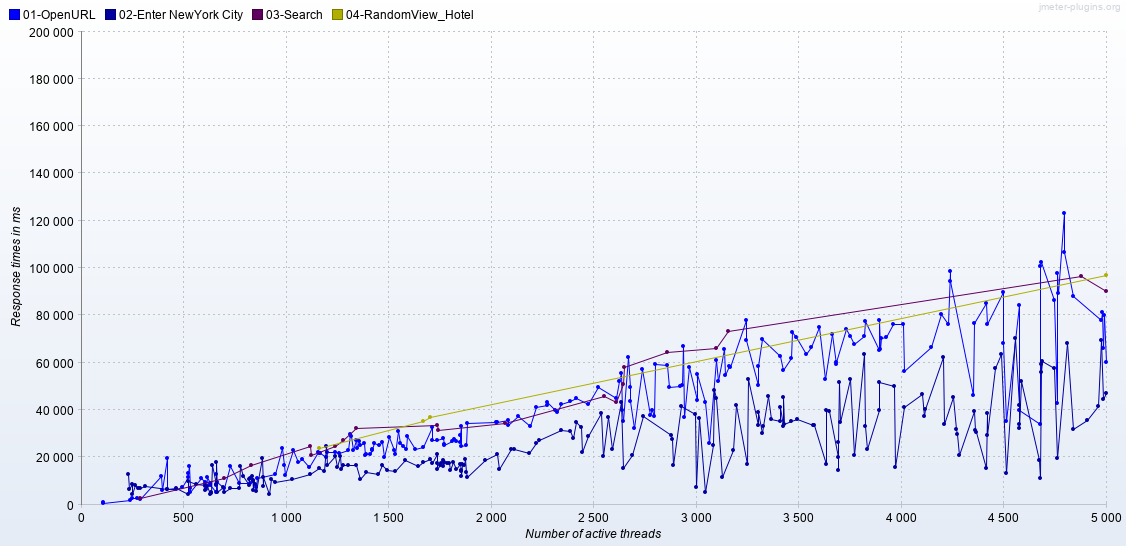 jmeter-plugins.org
01-OpenURL 02-Enter NewYork City 03-Search 04-RandomView_Hotel
200 000
180 000
160 000
140 000
120 000
100 000
80 000
60 000
40 000
20 000
0
Response times in ms
0 500 1 000 1 500 2 000 2 500 3 000 3 500 4 000 4 500 5 000
Number of active threads